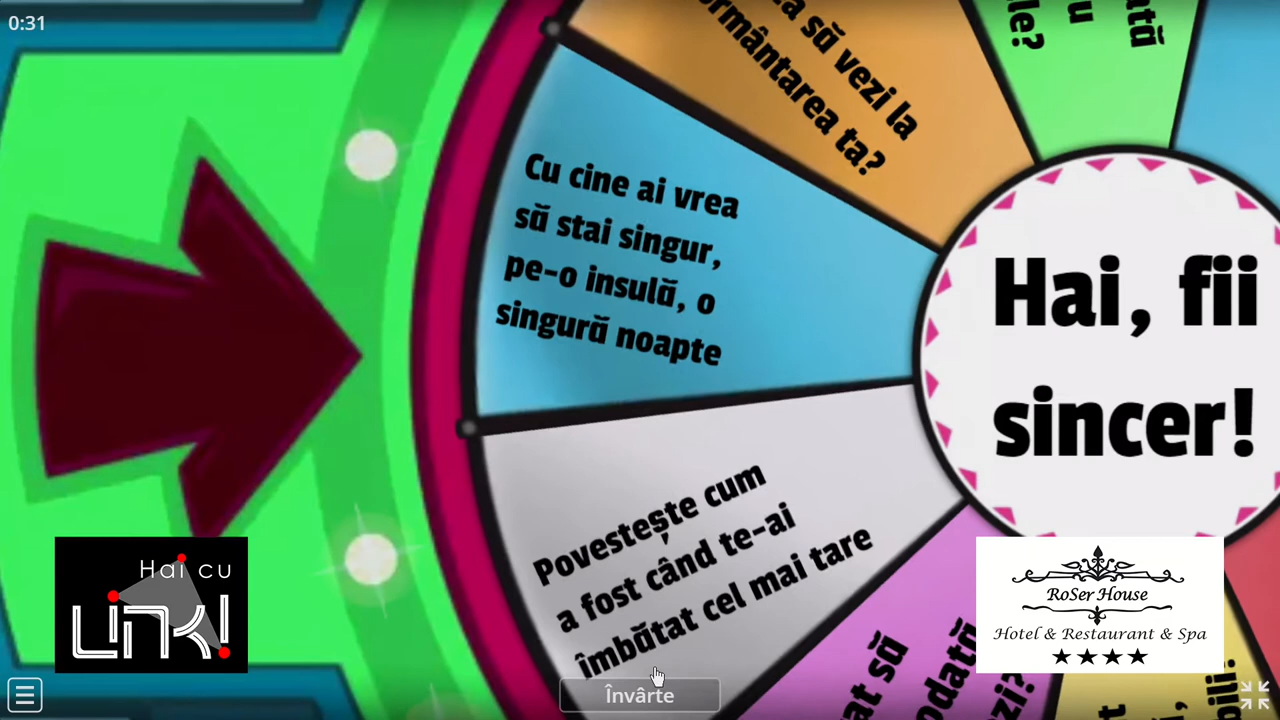 0:31
să vezi la
ormântarea ta?
Cu cine ai vrea
să stai singur,
pe-o insulă, o
singură noapte
Hai, fii
sincer!
Povestește cum
a fost când te-ai
îmbătat cel mai tare
Hai cu
LINK!
RoSer House
Hotel & Restaurant & Spa
Învârte